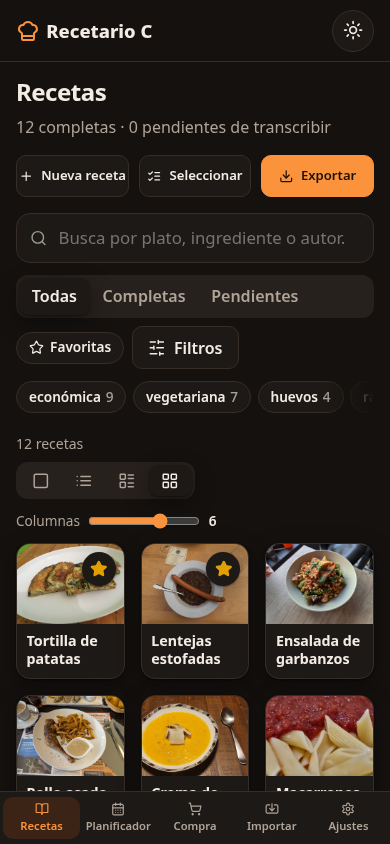 Recetario C
Recetas
12 completas · 0 pendientes de transcribir
Nueva receta
Seleccionar
Exportar
Busca por plato, ingrediente o autor.
Todas Completas Pendientes
Favoritas
Filtros
económica 9
vegetariana 7
huevos 4
12 recetas
Columnas 6
Tortilla de
patatas
Lentejas
estofadas
Ensalada de
garbanzos
Recetas
Planificador
Compra
Importar
Ajustes